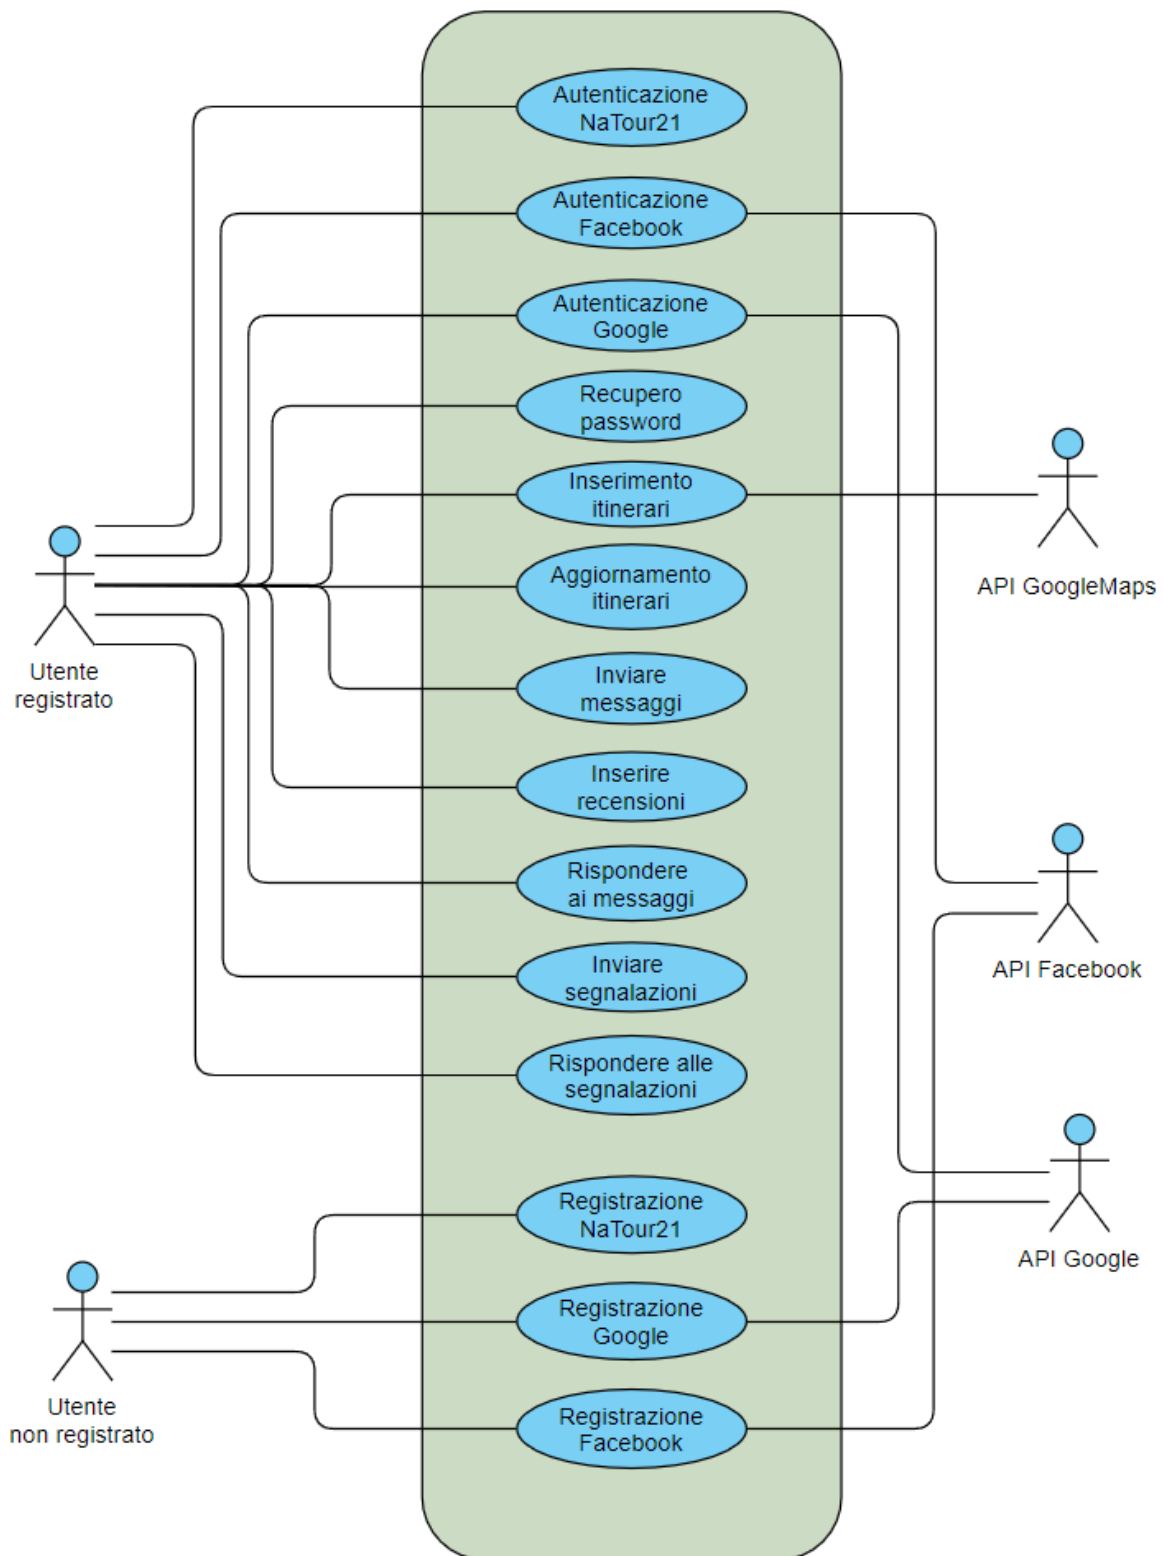 Autenticazione
NaTour21
Autenticazione
Facebook
Autenticazione
Google
Recupero
password
Inserimento
itinerari
Aggiornamento
itinerari
Inviare
messaggi
Inserire
recensioni
Rispondere
ai messaggi
Inviare
segnalazioni
Rispondere alle
segnalazioni
Registrazione
NaTour21
Registrazione
Google
Registrazione
Facebook
Utente
registrato
Utente
non registrato
API GoogleMaps
API Facebook
API Google